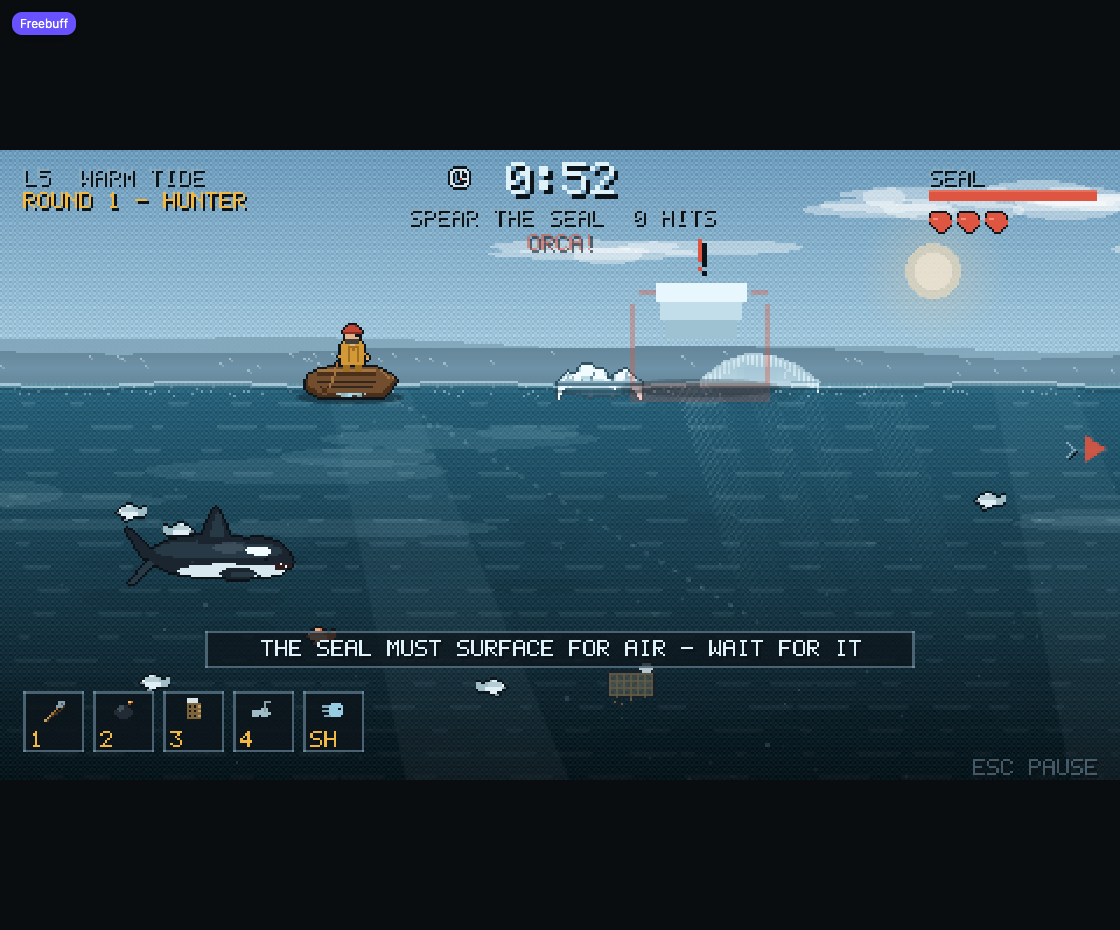 Freebuff
L5 WARM TIDE
ROUND 1 - HUNTER
0:52
SPEAR THE SEAL 0 HITS
ORCA!
!
SEAL
THE SEAL MUST SURFACE FOR AIR - WAIT FOR IT
1
2
3
4
SH
ESC PAUSE